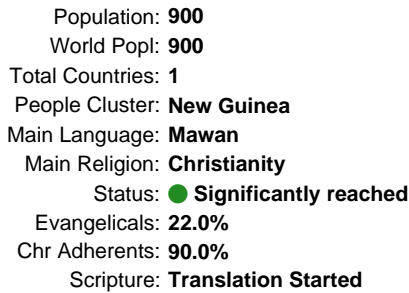 Population: 900
World Popl: 900
Total Countries: 1
People Cluster: New Guinea
Main Language: Mawan
Main Religion: Christianity
Status: Significantly reached
Evangelicals: 22.0%
Chr Adherents: 90.0%
Scripture: Translation Started